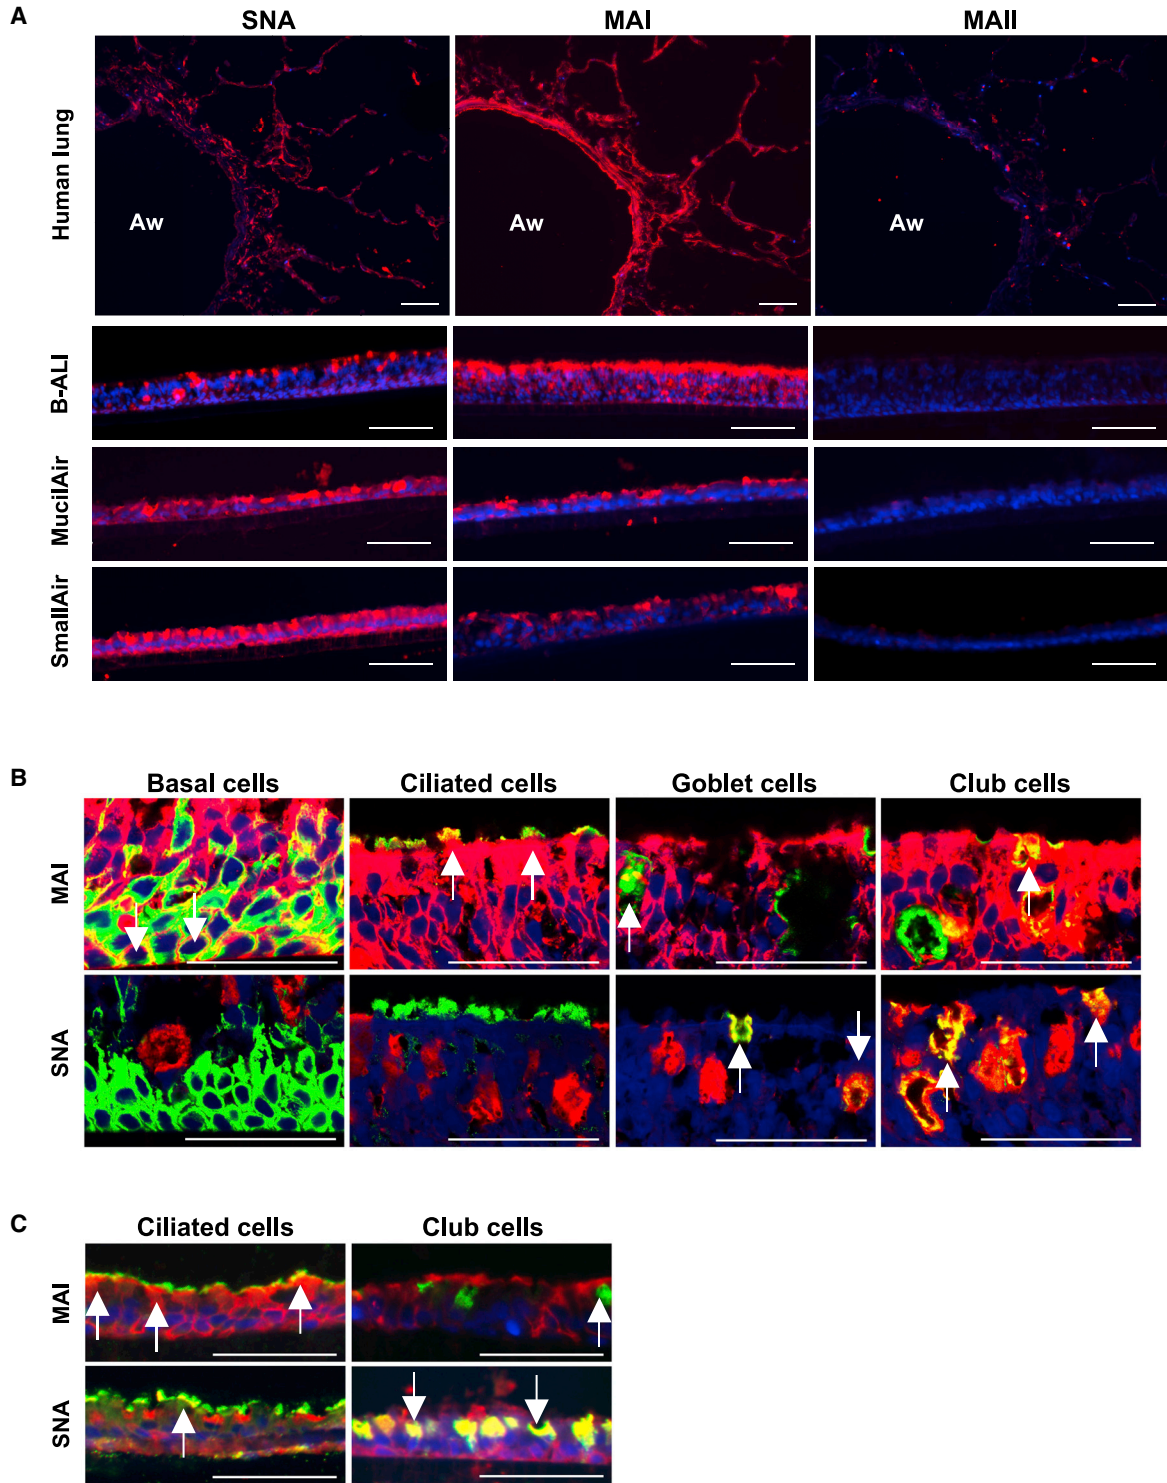 A
SNA MAI MAII
Human lung
Aw Aw Aw
B-ALI
MucilAir
SmallAir
B
Basal cells Ciliated cells Goblet cells Club cells
MAI
SNA
C
Ciliated cells Club cells
MAI
SNA